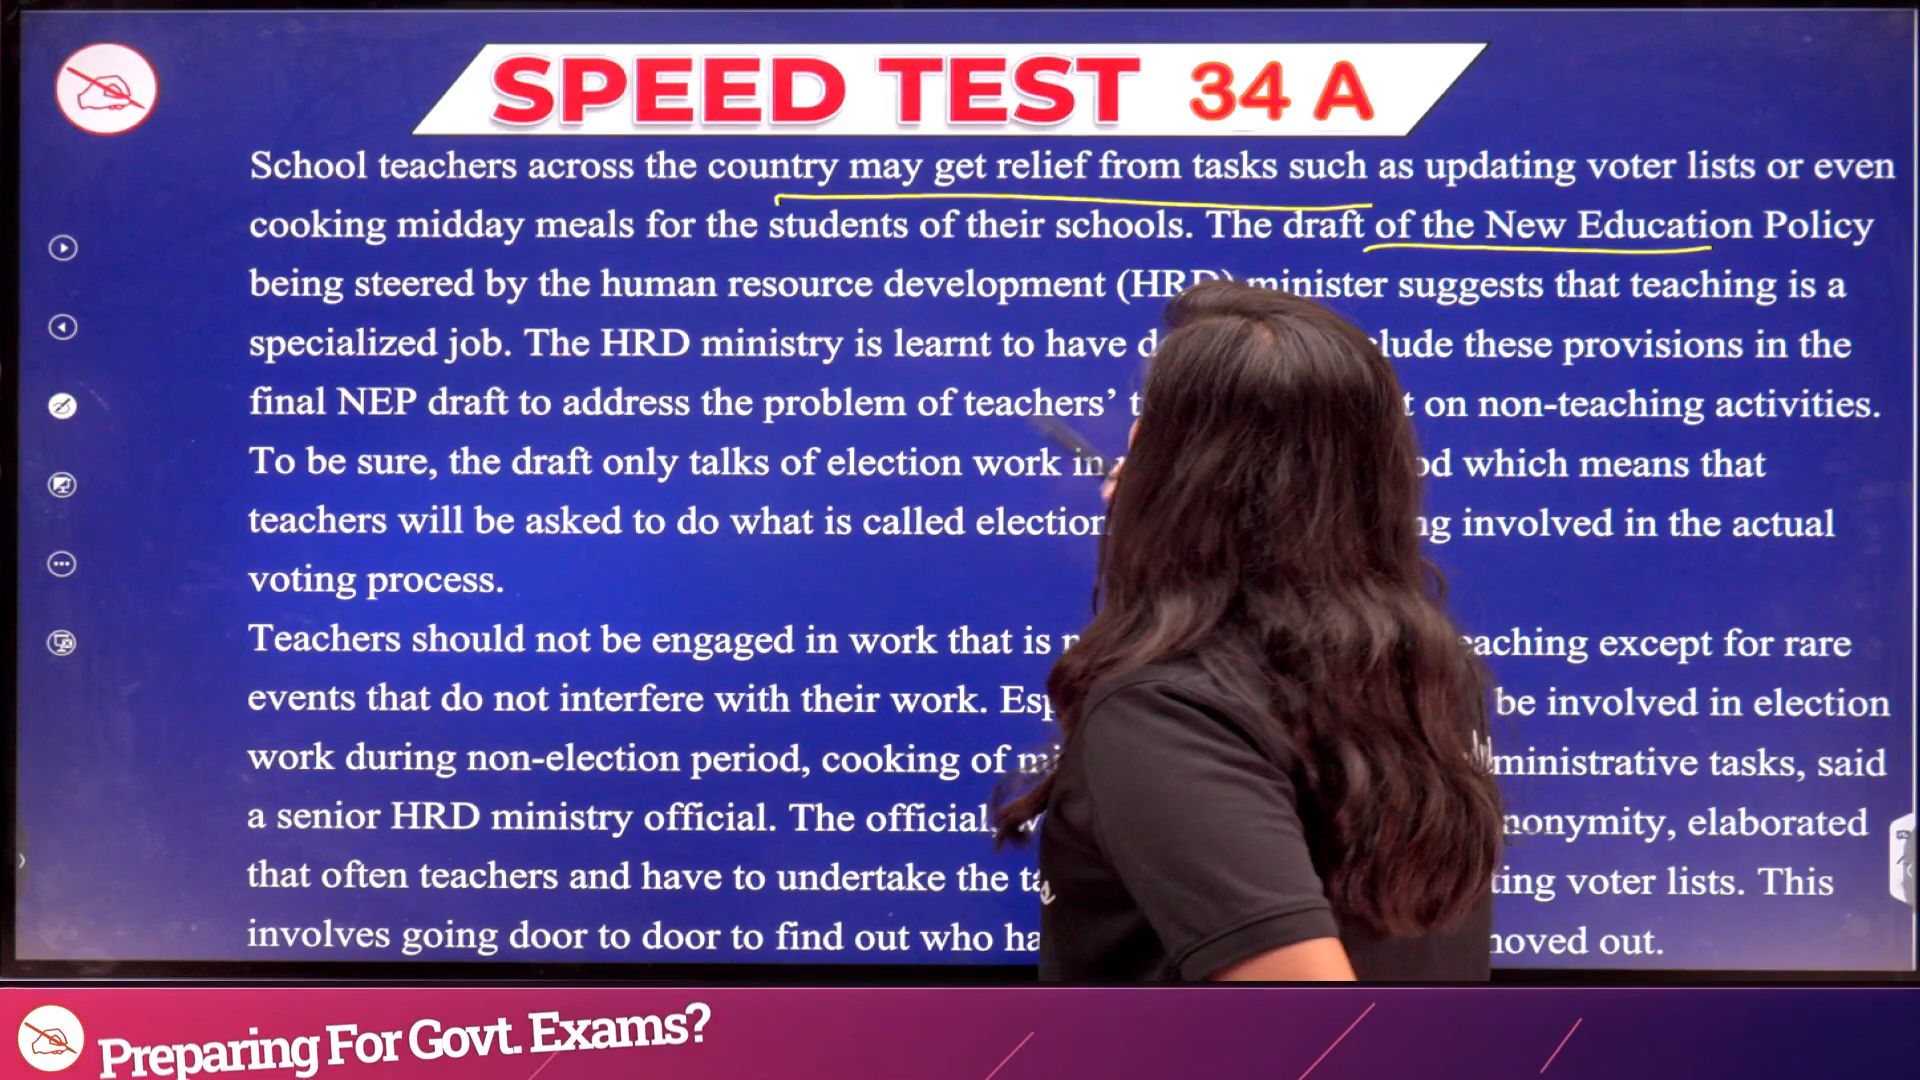 SPEED TEST 34 A
School teachers across the country may get relief from tasks such as updating voter lists or even
cooking midday meals for the students of their schools. The draft of the New Education Policy
being steered by the human resource development (HRD) minister suggests that teaching is a
specialized job. The HRD ministry is learnt to have these provisions in the
final NEP draft to address the problem of teachers’ on non-teaching activities.
To be sure, the draft only talks of election work in which means that
teachers will be asked to do what is called election involved in the actual
voting process.
Teachers should not be engaged in work that is except for rare
events that do not interfere with their work. be involved in election
work during non-election period, cooking of tasks, said
a senior HRD ministry official. The official, elaborated
that often teachers and have to undertake the voter lists. This
involves going door to door to find out who out.
Preparing For Govt. Exams?